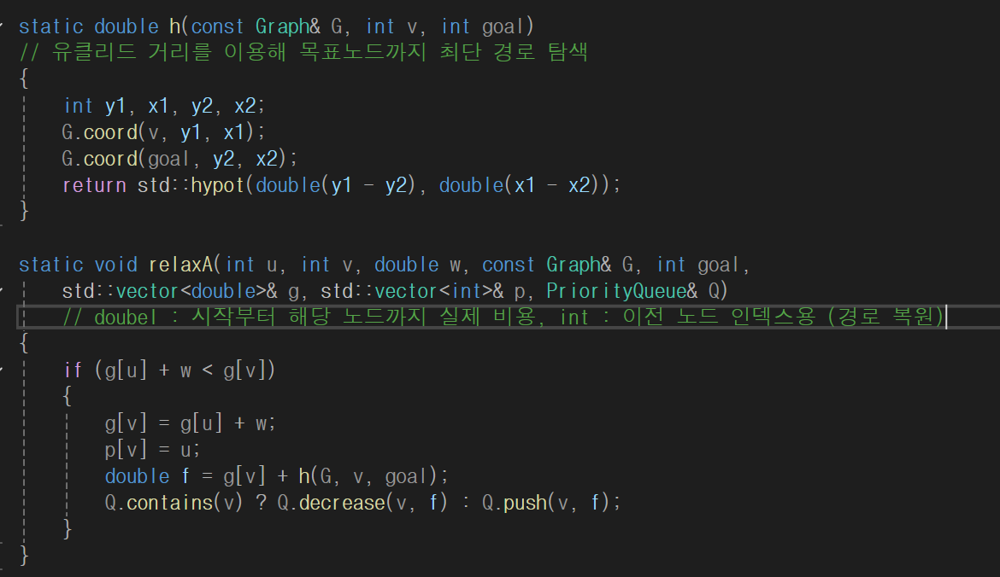 static double h(const Graph& G, int v, int goal)
// 유클리드 거리를 이용해 목표노드까지 최단 경로 탐색
{
    int y1, x1, y2, x2;
    G.coord(v, y1, x1);
    G.coord(goal, y2, x2);
    return std::hypot(double(y1 - y2), double(x1 - x2));
}
static void relaxA(int u, int v, double w, const Graph& G, int goal,
    std::vector<double>& g, std::vector<int>& p, PriorityQueue& Q)
    // doubel : 시작부터 해당 노드까지 실제 비용, int : 이전 노드 인덱스용 (경로 복원)
{
    if (g[u] + w < g[v])
    {
        g[v] = g[u] + w;
        p[v] = u;
        double f = g[v] + h(G, v, goal);
        Q.contains(v) ? Q.decrease(v, f) : Q.push(v, f);
    }
}